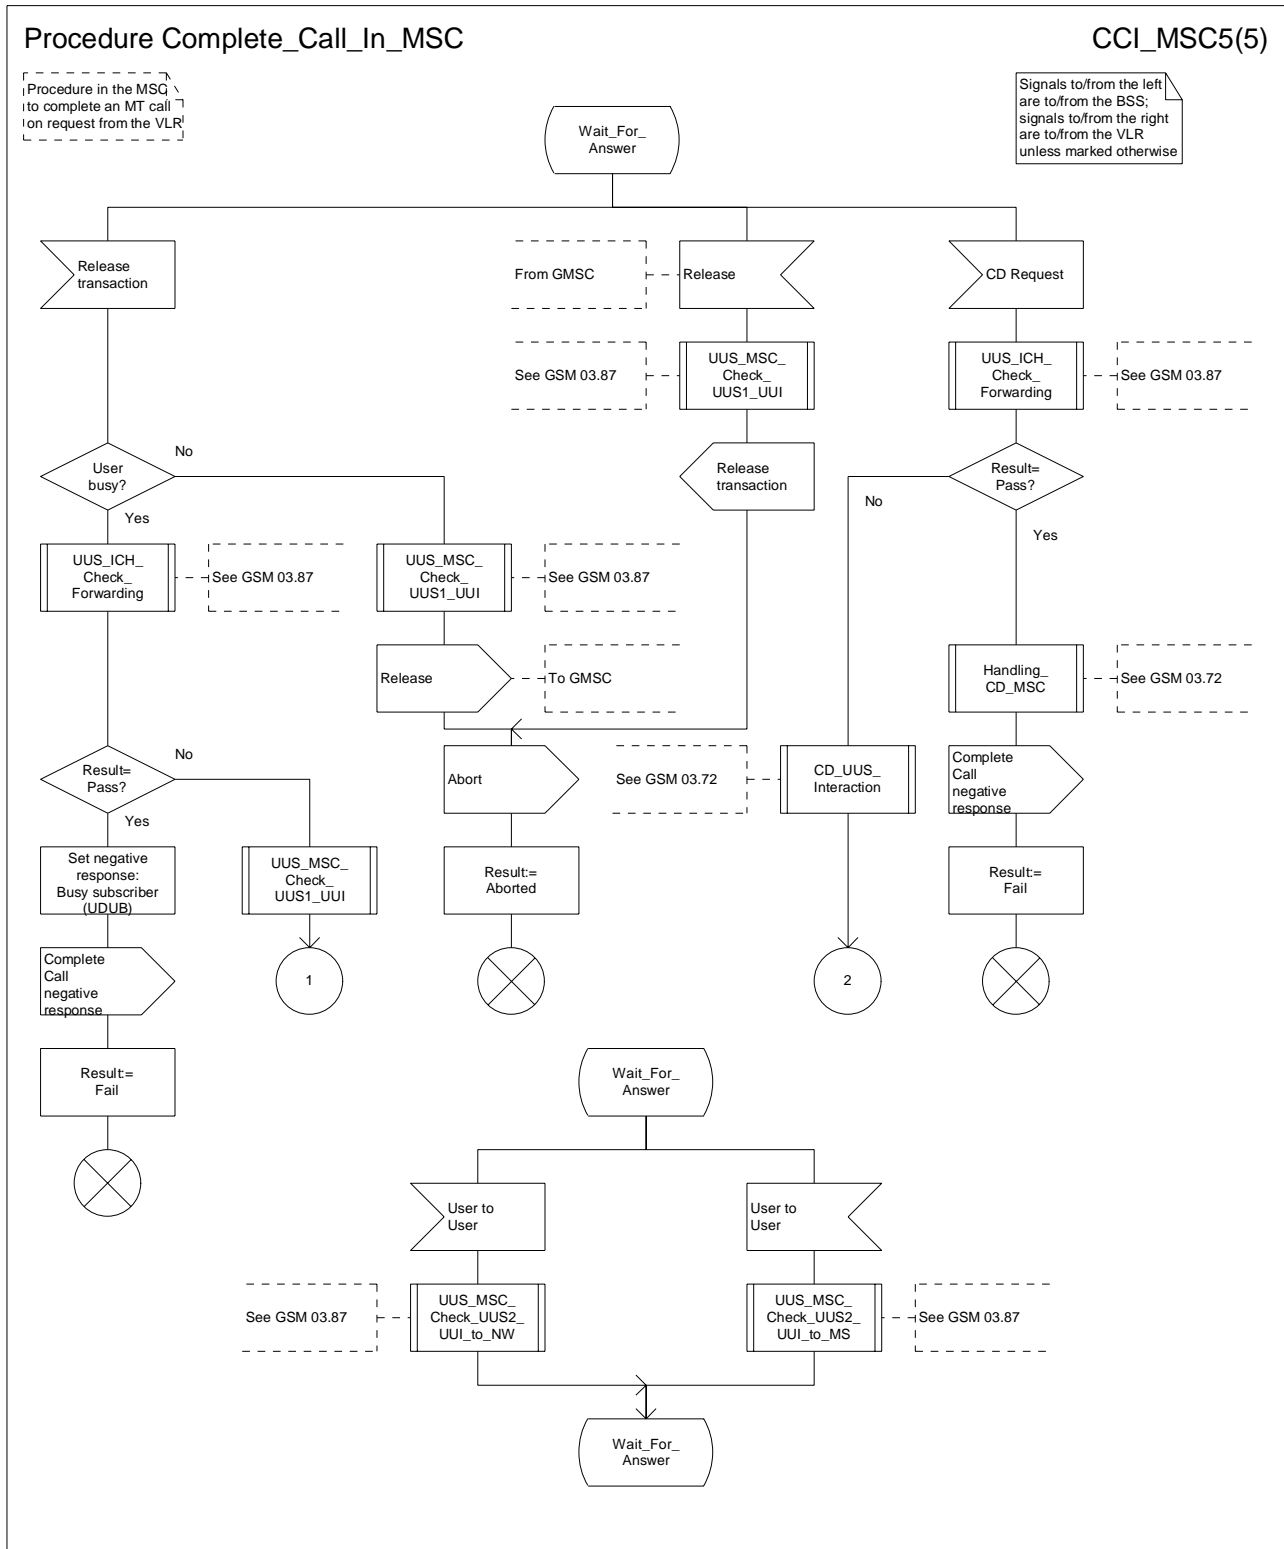 Procedure Complete_Call_In_MSC
CCI_MSC5(5)
Procedure in the MSC
to complete an MT call
on request from the VLR
Signals to/from the left
are to/from the BSS;
signals to/from the right
are to/from the VLR
unless marked otherwise
Wait_For_
Answer
Release
transaction
From GMSC
Release
CD Request
See GSM 03.87
UUS_MSC_
Check_
UUS1_UUI
UUS_ICH_
Check_
Forwarding
See GSM 03.87
User
busy?
No
Yes
Release
transaction
Result=
Pass?
No
Yes
UUS_ICH_
Check_
Forwarding
See GSM 03.87
UUS_MSC_
Check_
UUS1_UUI
See GSM 03.87
Release
To GMSC
Handling_
CD_MSC
See GSM 03.72
Result=
Pass?
No
Yes
Abort
See GSM 03.72
CD_UUS_
Interaction
Complete
Call
negative
response
Set negative
response:
Busy subscriber
(UDUB)
UUS_MSC_
Check_
UUS1_UUI
Result:=
Aborted
Result:=
Fail
Complete
Call
negative
response
1
2
Result:=
Fail
Wait_For_
Answer
User to
User
User to
User
See GSM 03.87
UUS_MSC_
Check_UUS2_
UUI_to_NW
UUS_MSC_
Check_UUS2_
UUI_to_MS
See GSM 03.87
Wait_For_
Answer